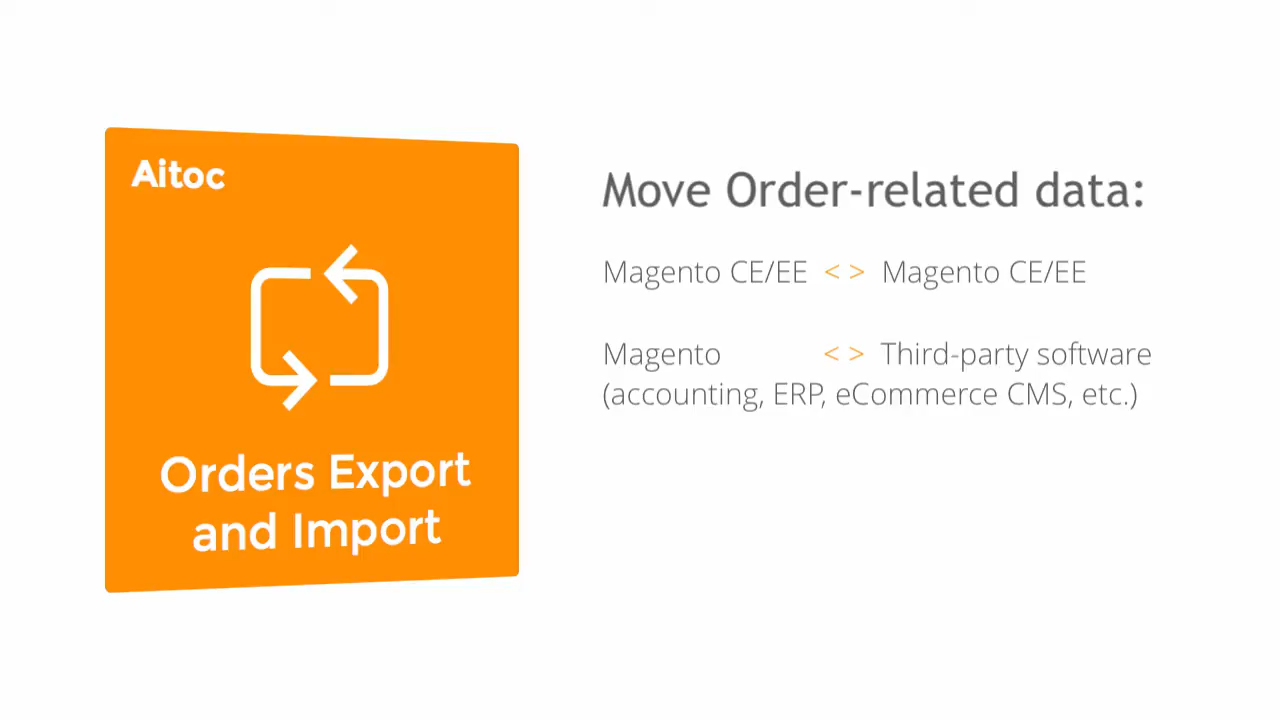 Aitoc
Orders Export
and Import
Move Order-related data:
Magento CE/EE < > Magento CE/EE
Magento < > Third-party software
(accounting, ERP, eCommerce CMS, etc.)